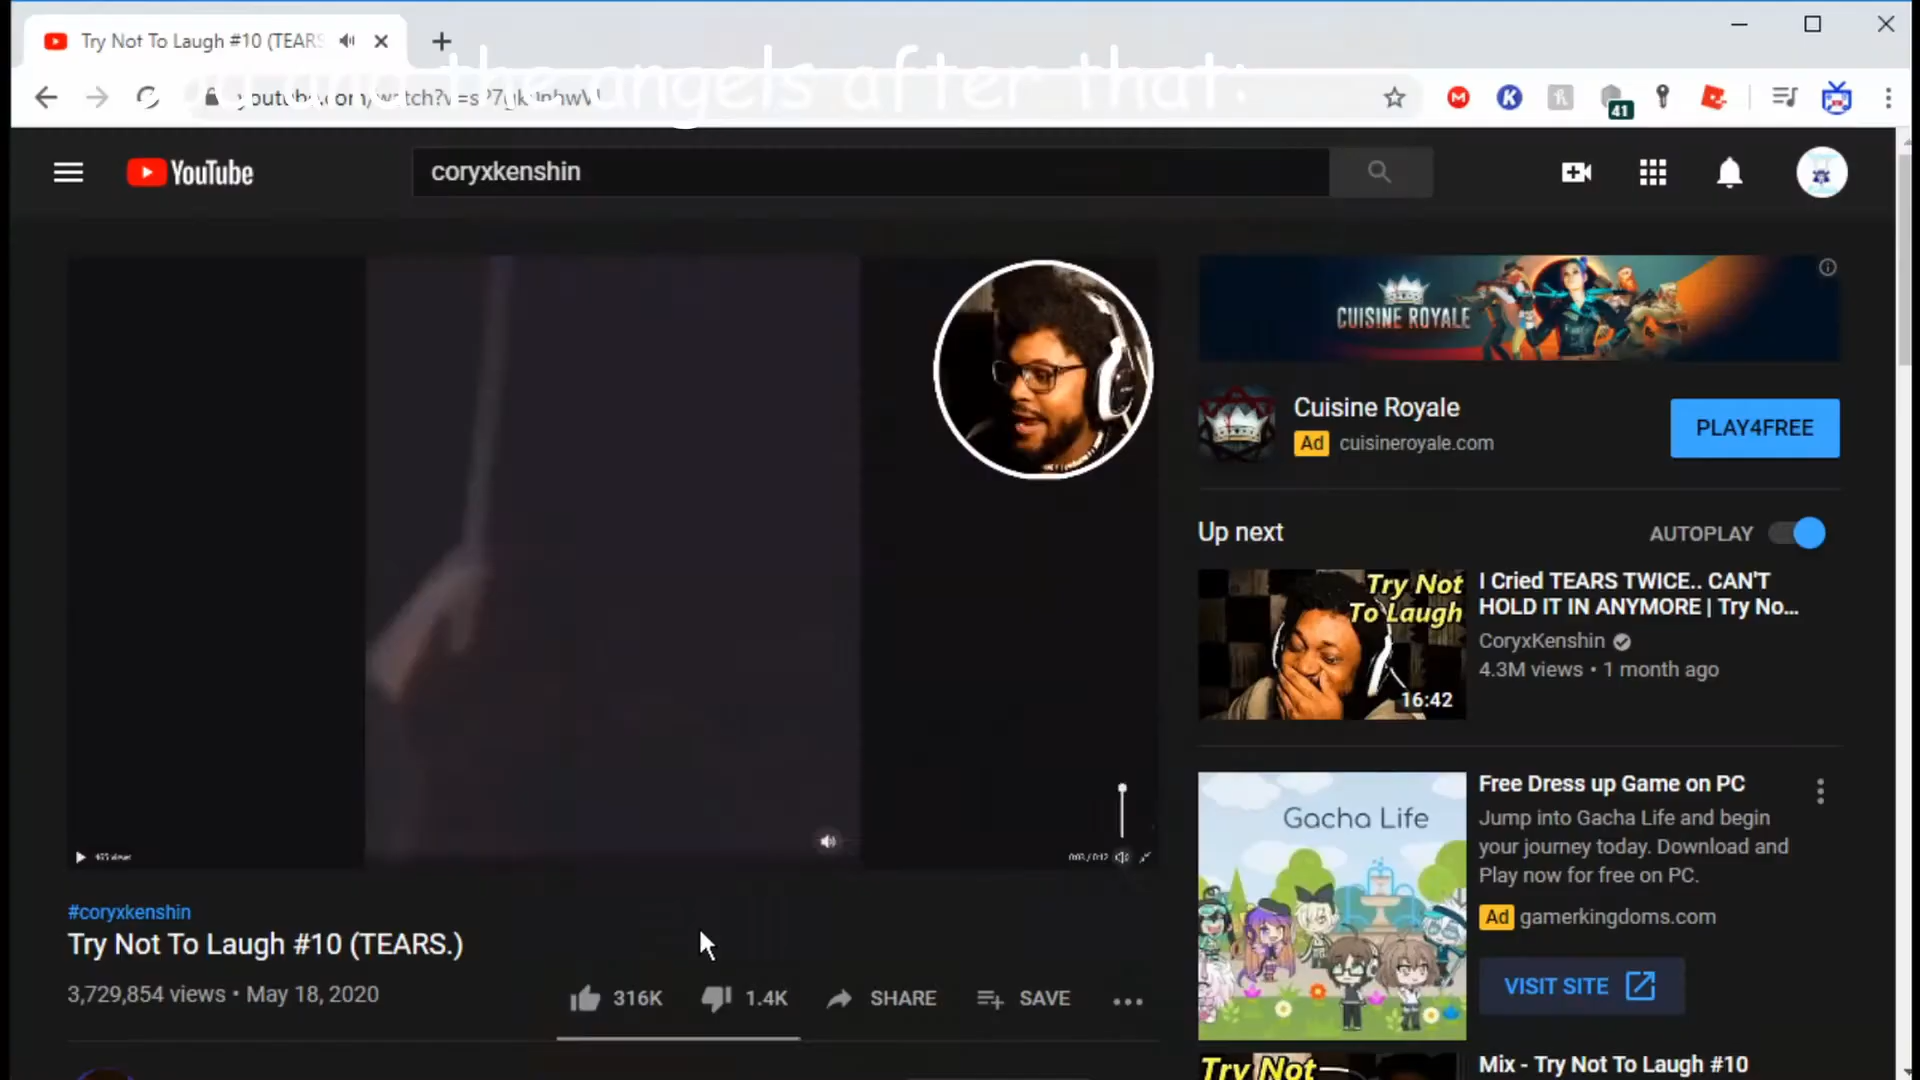 Try Not To Laugh #10 (TEARS
and the angels after that:
41
YouTube
coryxkenshin
CUISINE ROYALE
Cuisine Royale
Ad cuisineroyale.com
PLAY4FREE
Up next
AUTOPLAY
Try Not
To Laugh
16:42
I Cried TEARS TWICE.. CAN'T
HOLD IT IN ANYMORE | Try No...
CoryxKenshin
4.3M views • 1 month ago
#coryxkenshin
Try Not To Laugh #10 (TEARS.)
3,729,854 views • May 18, 2020
316K
1.4K
SHARE
SAVE
Gacha Life
Free Dress up Game on PC
Jump into Gacha Life and begin
your journey today. Download and
Play now for free on PC.
Ad gamerkingdoms.com
VISIT SITE
Try Not
Mix - Try Not To Laugh #10